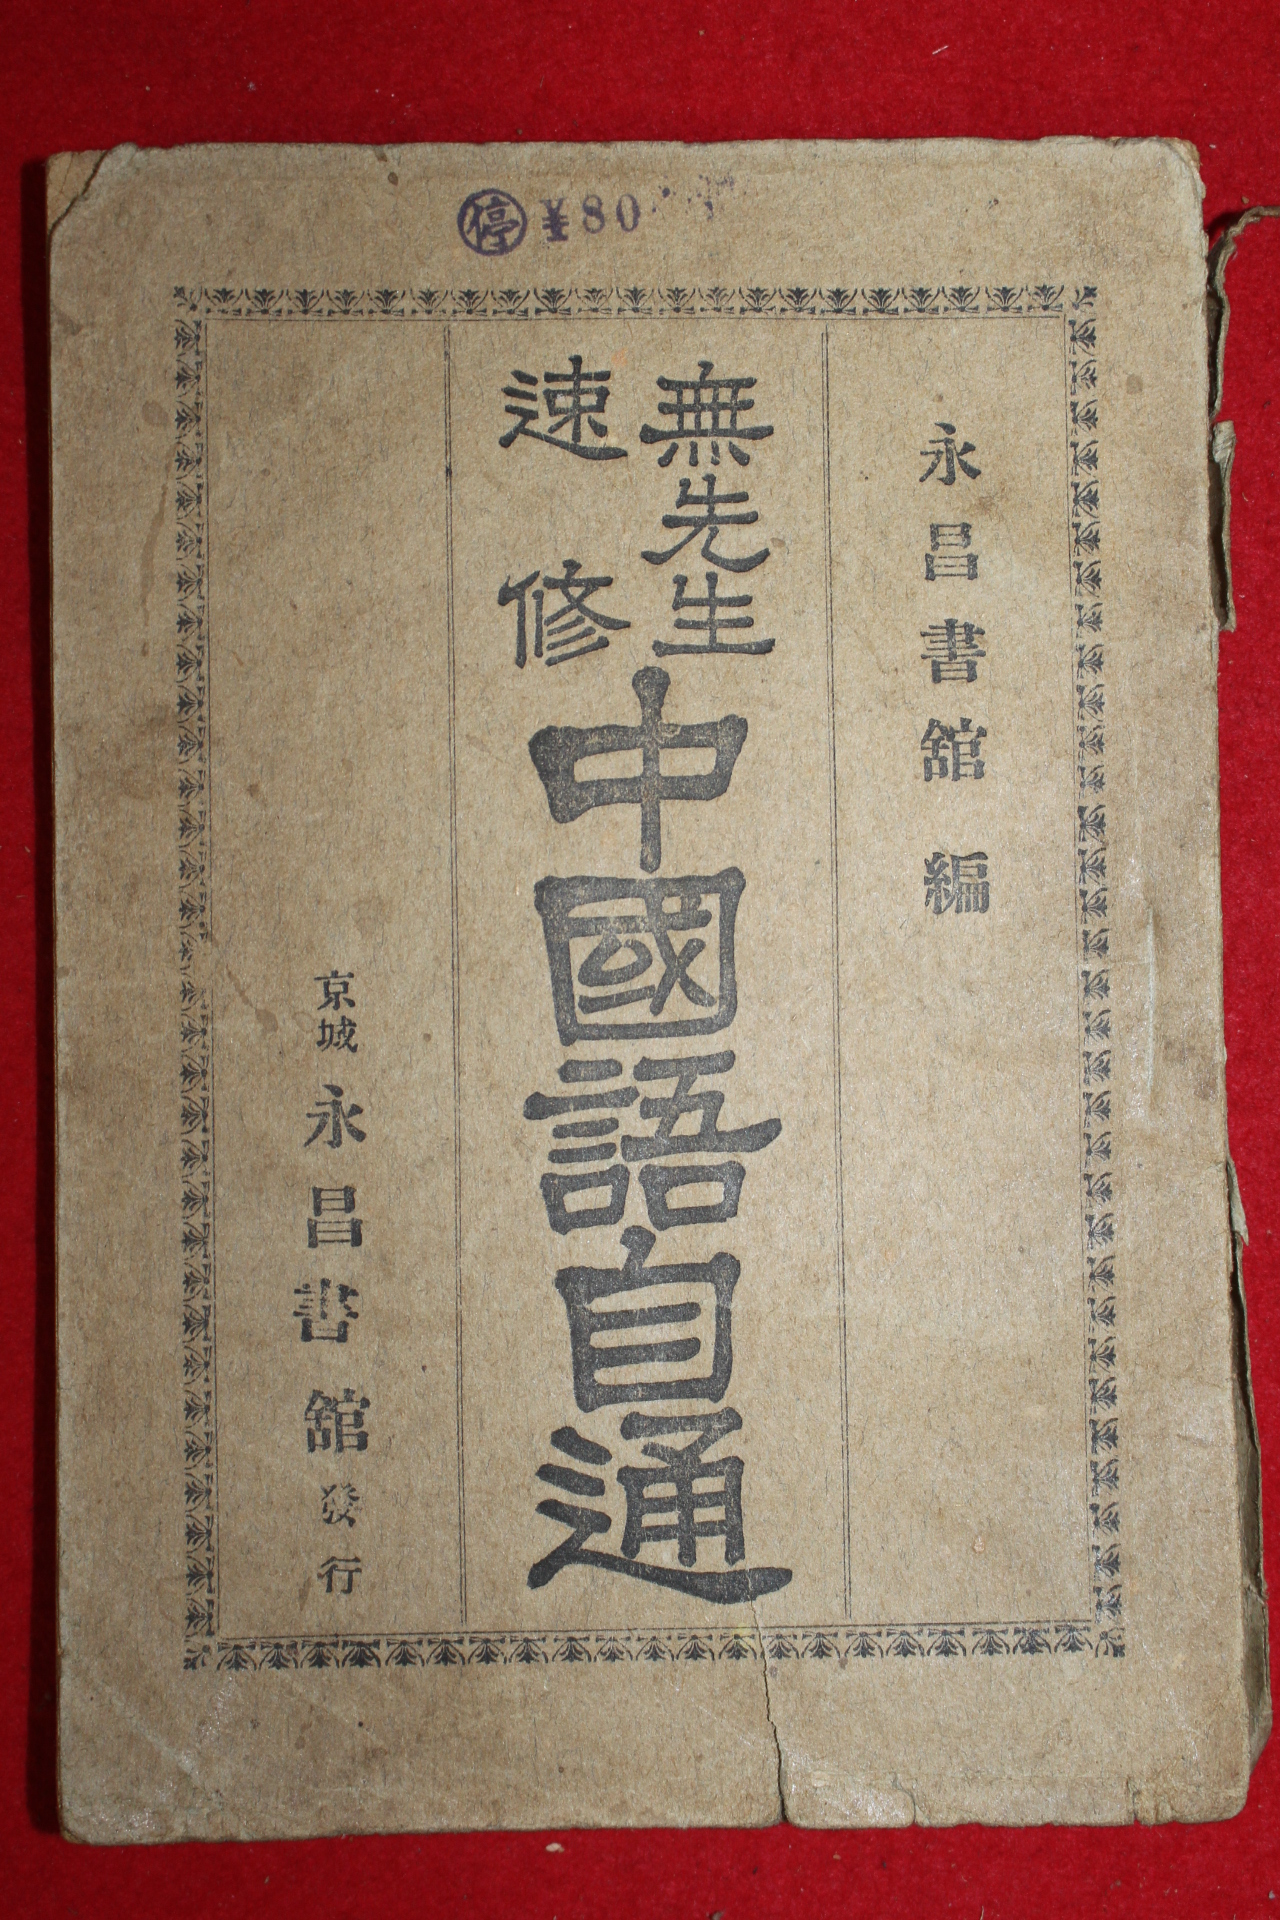 停 ¥80
永昌書舘編
無先生
速修
中國語自通
京城 永昌書舘發行